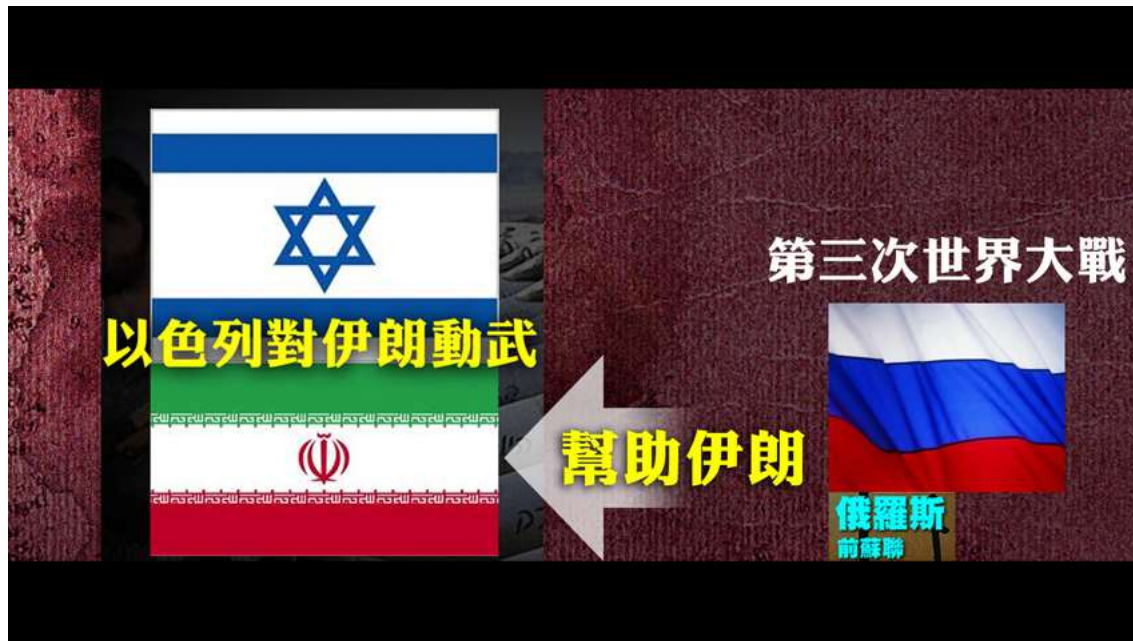 第三次世界大戰
以色列對伊朗動武
幫助伊朗
俄羅斯
前蘇聯